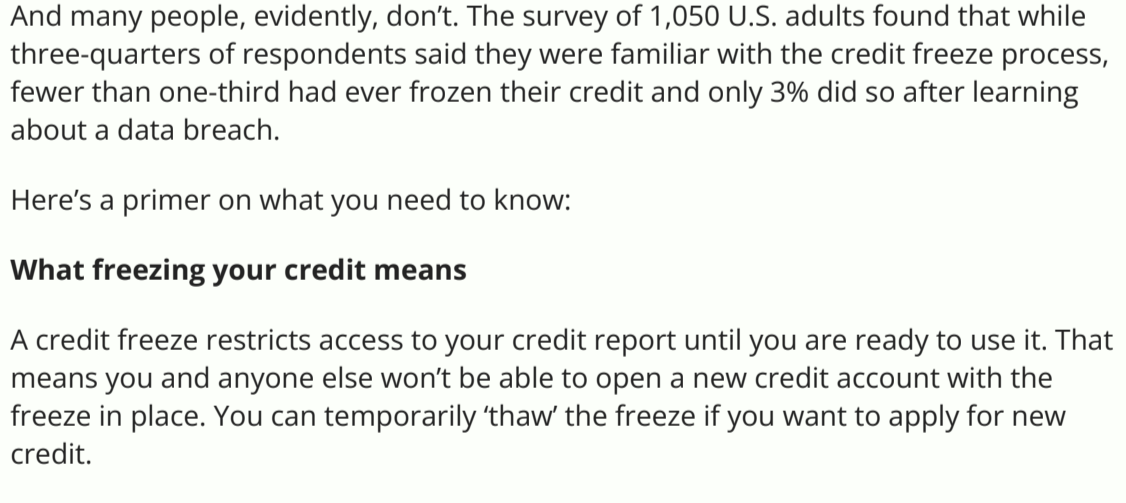 And many people, evidently, don’t. The survey of 1,050 U.S. adults found that while
three-quarters of respondents said they were familiar with the credit freeze process,
fewer than one-third had ever frozen their credit and only 3% did so after learning
about a data breach.
Here’s a primer on what you need to know:
What freezing your credit means
A credit freeze restricts access to your credit report until you are ready to use it. That
means you and anyone else won’t be able to open a new credit account with the
freeze in place. You can temporarily ‘thaw’ the freeze if you want to apply for new
credit.